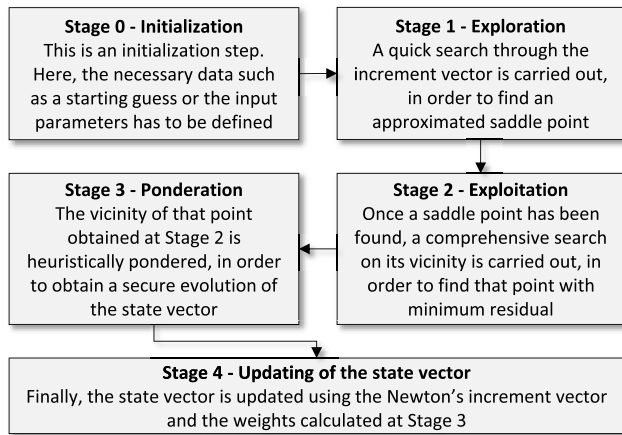 Stage 0 - Initialization
This is an initialization step.
Here, the necessary data such
as a starting guess or the input
parameters has to be defined
Stage 1 - Exploration
A quick search through the
increment vector is carried out,
in order to find an
approximated saddle point
Stage 2 - Exploitation
Once a saddle point has been
found, a comprehensive search
on its vicinity is carried out, in
order to find that point with
minimum residual
Stage 3 - Ponderation
The vicinity of that point
obtained at Stage 2 is
heuristically pondered, in order
to obtain a secure evolution of
the state vector
Stage 4 - Updating of the state vector
Finally, the state vector is updated using the Newton's increment vector
and the weights calculated at Stage 3